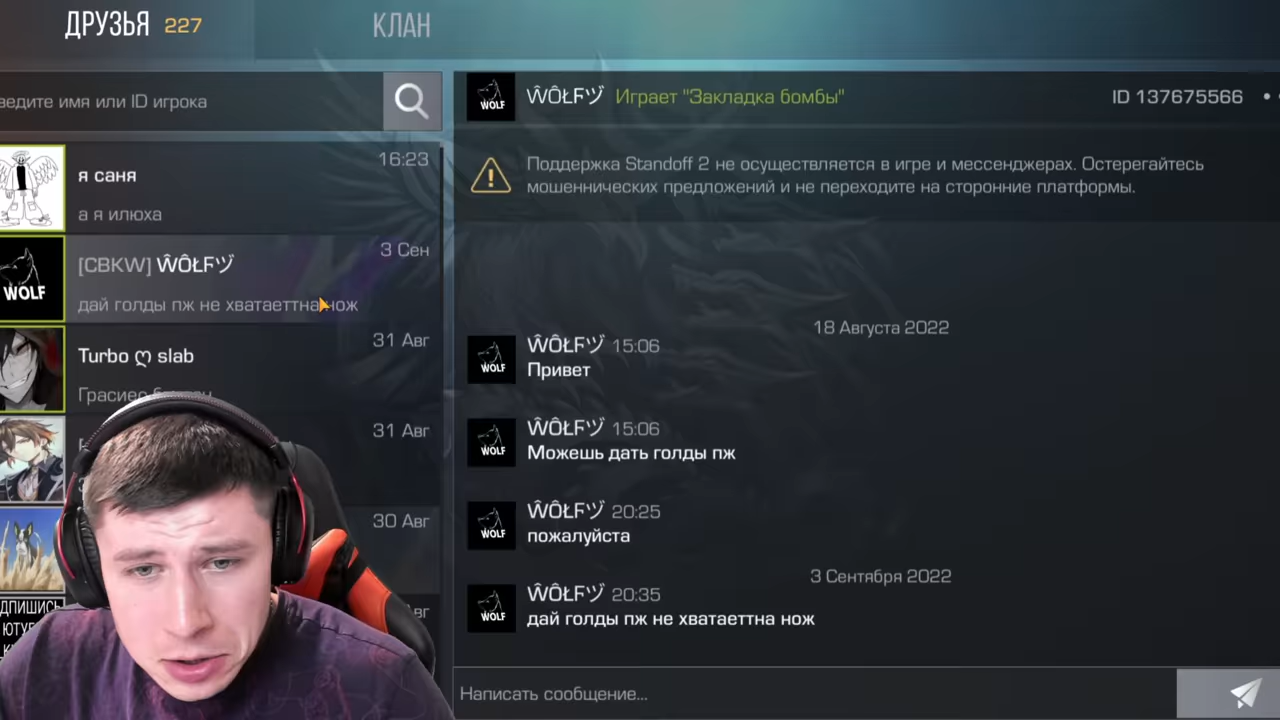 ДРУЗЬЯ 227
КЛАН
ведите имя или ID игрока
WOLF
ŴÔŁFヅ Играет "Закладка бомбы"
ID 137675566
Поддержка Standoff 2 не осуществляется в игре и мессенджерах. Остерегайтесь
мошеннических предложений и не переходите на сторонние платформы.
я саня
16:23
а я илюха
[CBKW] ŴÔŁFヅ
3 Сен
WOLF
дай голды пж не хватаеттна нож
Turbo ღ slab
31 Авг
31 Авг
30 Авг
18 Августа 2022
WOLF
ŴÔŁFヅ 15:06
Привет
WOLF
ŴÔŁFヅ 15:06
Можешь дать голды пж
WOLF
ŴÔŁFヅ 20:25
пожалуйста
3 Сентября 2022
WOLF
ŴÔŁFヅ 20:35
дай голды пж не хватаеттна нож
Написать сообщение...